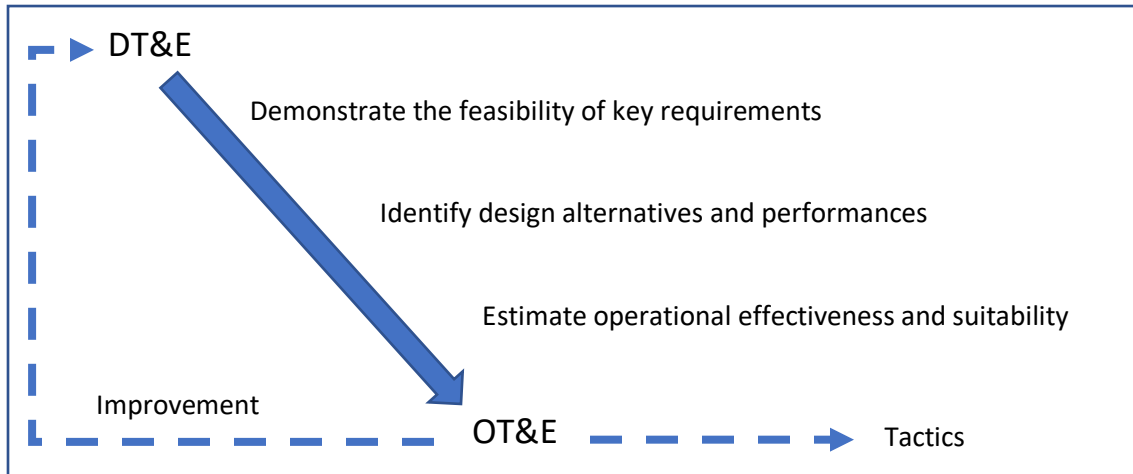 DT&E
Demonstrate the feasibility of key requirements
Identify design alternatives and performances
Estimate operational effectiveness and suitability
Improvement
OT&E
Tactics